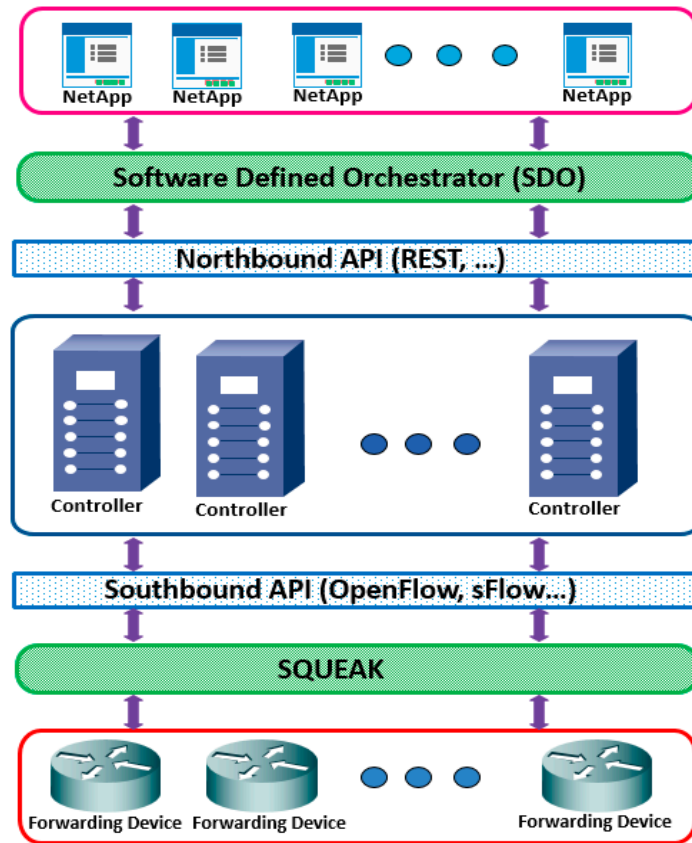 NetApp
NetApp
NetApp
NetApp
Software Defined Orchestrator (SDO)
Northbound API (REST, ...)
Controller
Controller
Controller
Southbound API (OpenFlow, sFlow...)
SQUEAK
Forwarding Device
Forwarding Device
Forwarding Device